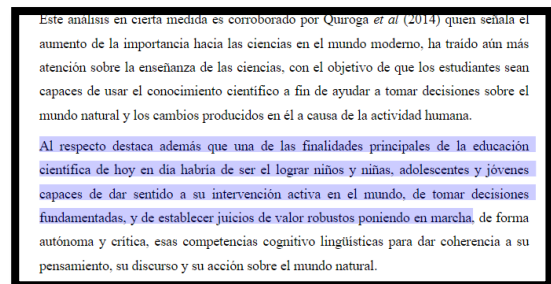 Este análisis en cierta medida es corroborado por Quiroga et al (2014) quien señala el
aumento de la importancia hacia las ciencias en el mundo moderno, ha traído aún más
atención sobre la enseñanza de las ciencias, con el objetivo de que los estudiantes sean
capaces de usar el conocimiento científico a fin de ayudar a tomar decisiones sobre el
mundo natural y los cambios producidos en él a causa de la actividad humana.
Al respecto destaca además que una de las finalidades principales de la educación
científica de hoy en día habría de ser el lograr niños y niñas, adolescentes y jóvenes
capaces de dar sentido a su intervención activa en el mundo, de tomar decisiones
fundamentadas, y de establecer juicios de valor robustos poniendo en marcha, de forma
autónoma y crítica, esas competencias cognitivo lingüísticas para dar coherencia a su
pensamiento, su discurso y su acción sobre el mundo natural.